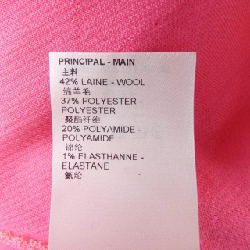 PRINCIPAL - MAIN
主料
42% LAINE - WOOL
绵羊毛
37% POLYESTER
POLYESTER
聚酯纤维
20% POLYAMIDE -
POLYAMIDE
锦纶
1% ELASTHANNE -
ELASTANE
氨纶